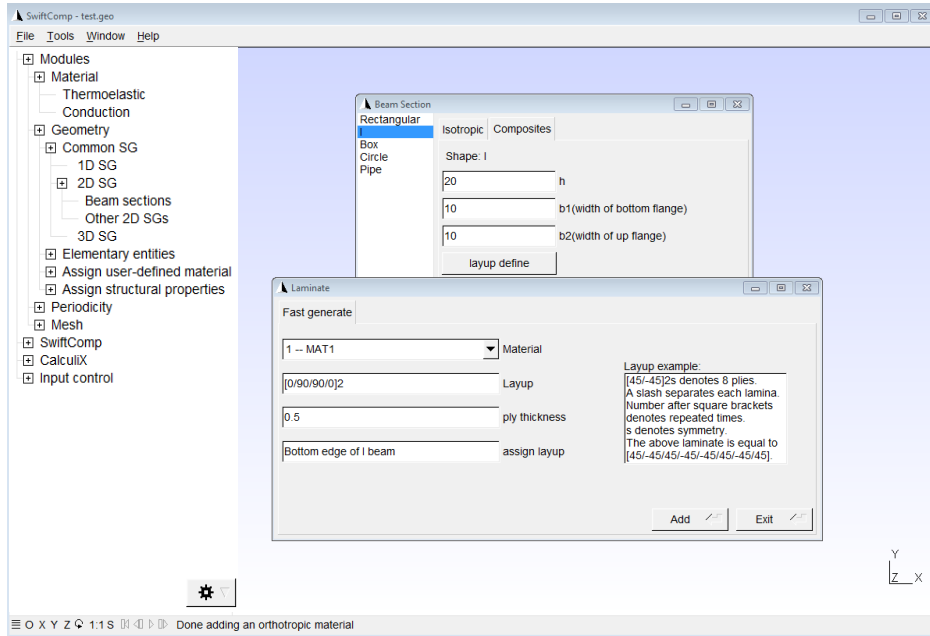 SwiftComp - test.geo
File Tools Window Help
Modules
Material
Thermoelastic
Conduction
Geometry
Common SG
1D SG
2D SG
Beam sections
Other 2D SGs
3D SG
Elementary entities
Assign user-defined material
Assign structural properties
Periodicity
Mesh
SwiftComp
CalculiX
Input control
Beam Section
Rectangular
I
Box
Circle
Pipe
Isotropic Composites
Shape: I
20 h
10 b1(width of bottom flange)
10 b2(width of up flange)
layup define
Laminate
Fast generate
1 -- MAT1 Material
[0/90/90/0]2 Layup
0.5 ply thickness
Bottom edge of I beam assign layup
Layup example:
[45/-45]2s denotes 8 plies.
A slash separates each lamina.
Number after square brackets
denotes repeated times.
s denotes symmetry.
The above laminate is equal to
[45/-45/45/-45/-45/45/-45/45].
Add Exit
Y
Z X
O X Y Z 1:1 S Done adding an orthotropic material